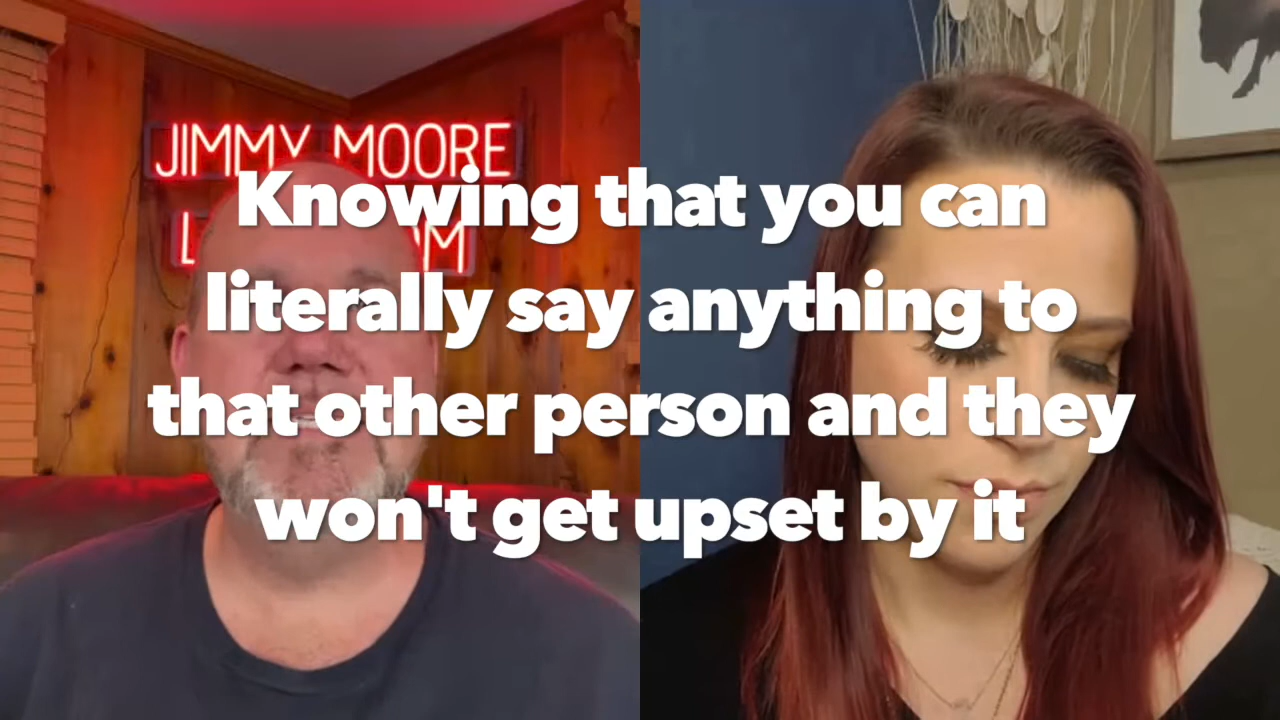 JIMMY MOORE
Knowing that you can
literally say anything to
that other person and they
won't get upset by it